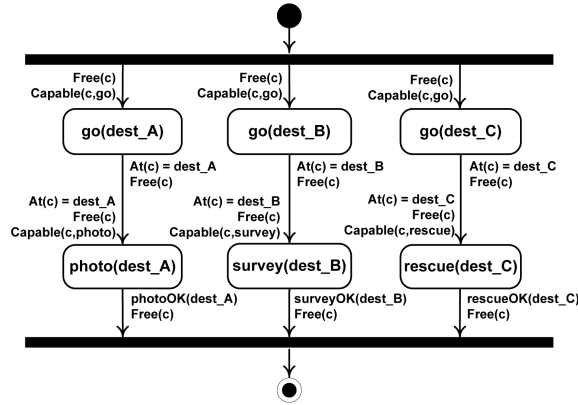 Free(c)
Capable(c,go)
Free(c)
Capable(c,go)
Free(c)
Capable(c,go)
go(dest_A)
go(dest_B)
go(dest_C)
At(c) = dest_A
Free(c)
At(c) = dest_B
Free(c)
At(c) = dest_C
Free(c)
At(c) = dest_A
Free(c)
Capable(c,photo)
At(c) = dest_B
Free(c)
Capable(c,survey)
At(c) = dest_C
Free(c)
Capable(c,rescue)
photo(dest_A)
survey(dest_B)
rescue(dest_C)
photoOK(dest_A)
Free(c)
surveyOK(dest_B)
Free(c)
rescueOK(dest_C)
Free(c)